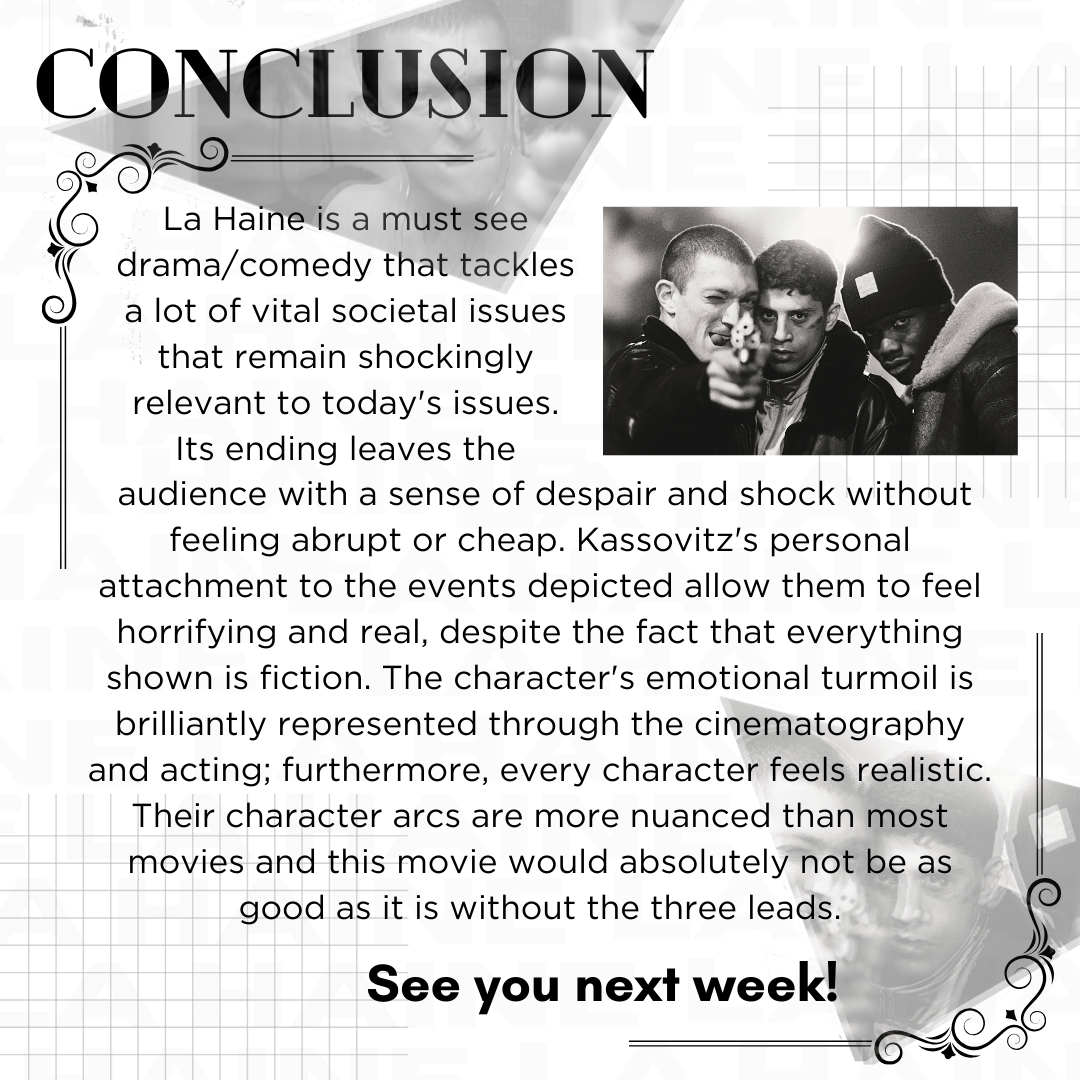 CONCLUSION
La Haine is a must see
drama/comedy that tackles
a lot of vital societal issues
that remain shockingly
relevant to today's issues.
Its ending leaves the
audience with a sense of despair and shock without
feeling abrupt or cheap. Kassovitz's personal
attachment to the events depicted allow them to feel
horrifying and real, despite the fact that everything
shown is fiction. The character's emotional turmoil is
brilliantly represented through the cinematography
and acting; furthermore, every character feels realistic.
Their character arcs are more nuanced than most
movies and this movie would absolutely not be as
good as it is without the three leads.
See you next week!